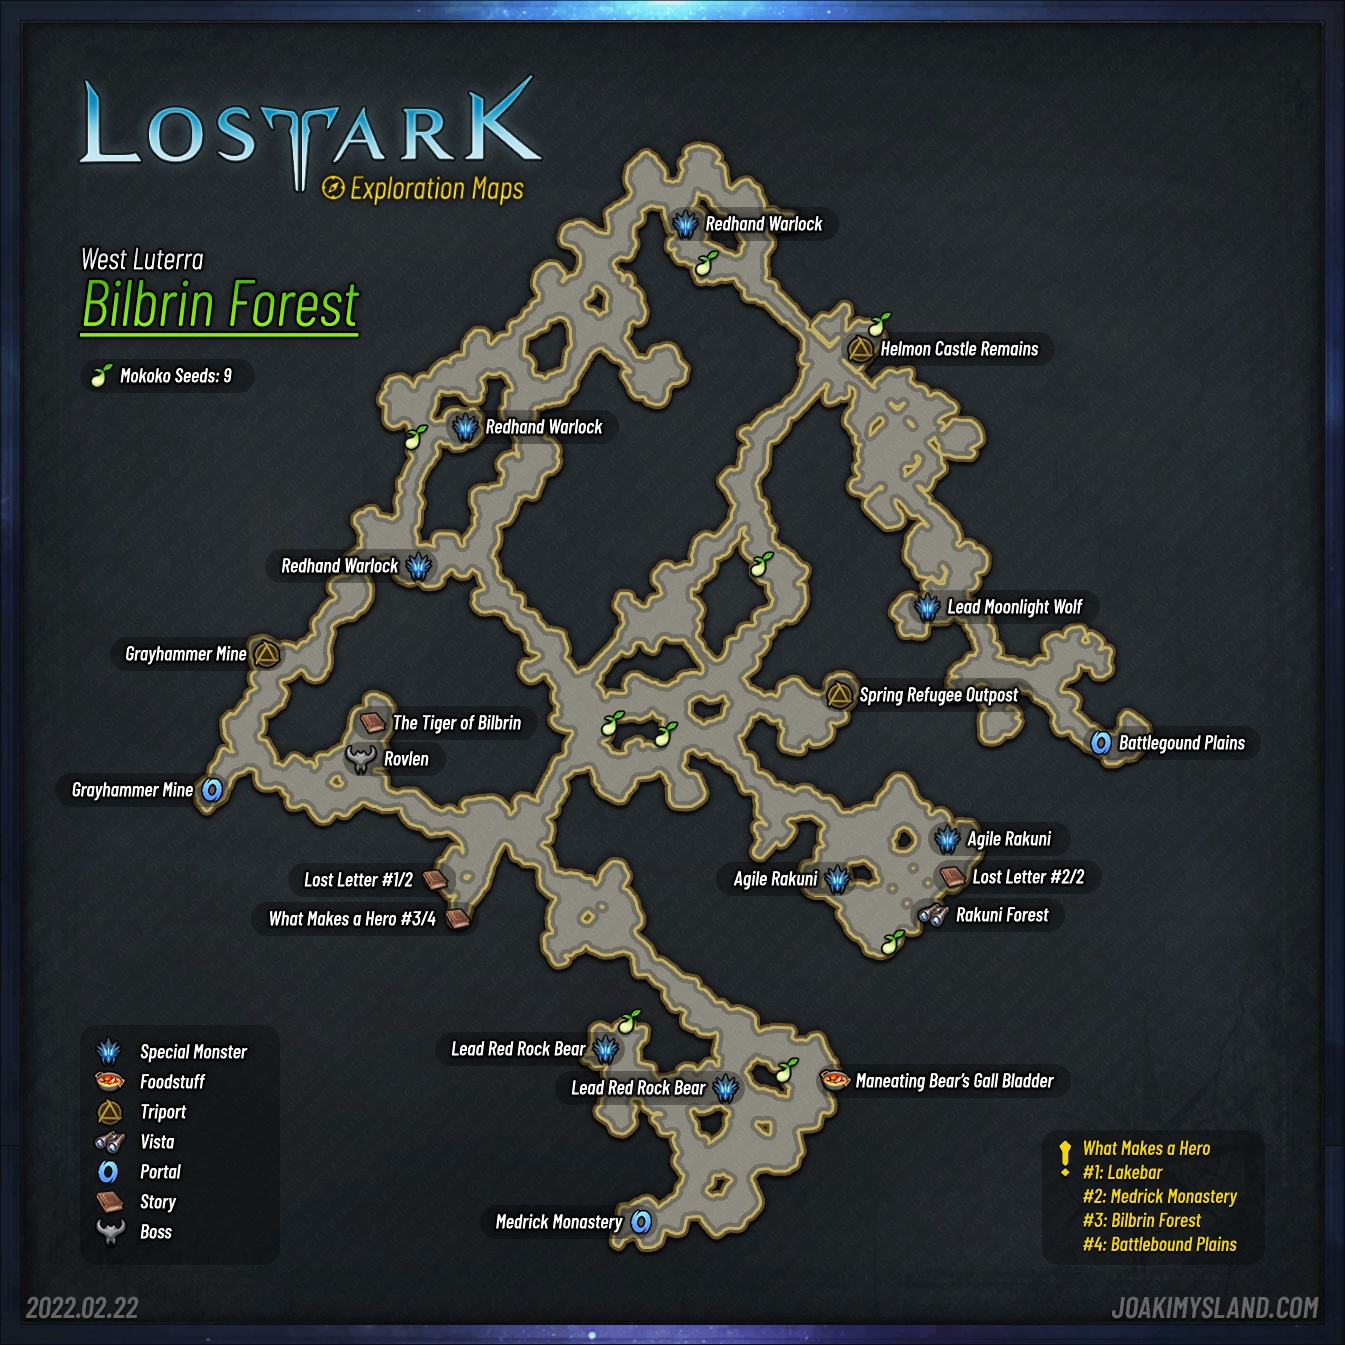 LOSTARK
Exploration Maps
West Luterra
Bilbrin Forest
Mokoko Seeds: 9
Redhand Warlock
Helmon Castle Remains
Redhand Warlock
Redhand Warlock
Lead Moonlight Wolf
Grayhammer Mine
Spring Refugee Outpost
The Tiger of Bilbrin
Battlegound Plains
Rovlen
Grayhammer Mine
Agile Rakuni
Lost Letter #1/2
Agile Rakuni
Lost Letter #2/2
What Makes a Hero #3/4
Rakuni Forest
Lead Red Rock Bear
Lead Red Rock Bear
Maneating Bear's Gall Bladder
Medrick Monastery
Special Monster
Foodstuff
Triport
Vista
Portal
Story
Boss
What Makes a Hero
#1: Lakebar
#2: Medrick Monastery
#3: Bilbrin Forest
#4: Battlebound Plains
2022.02.22
JOAKIMYSLAND.COM